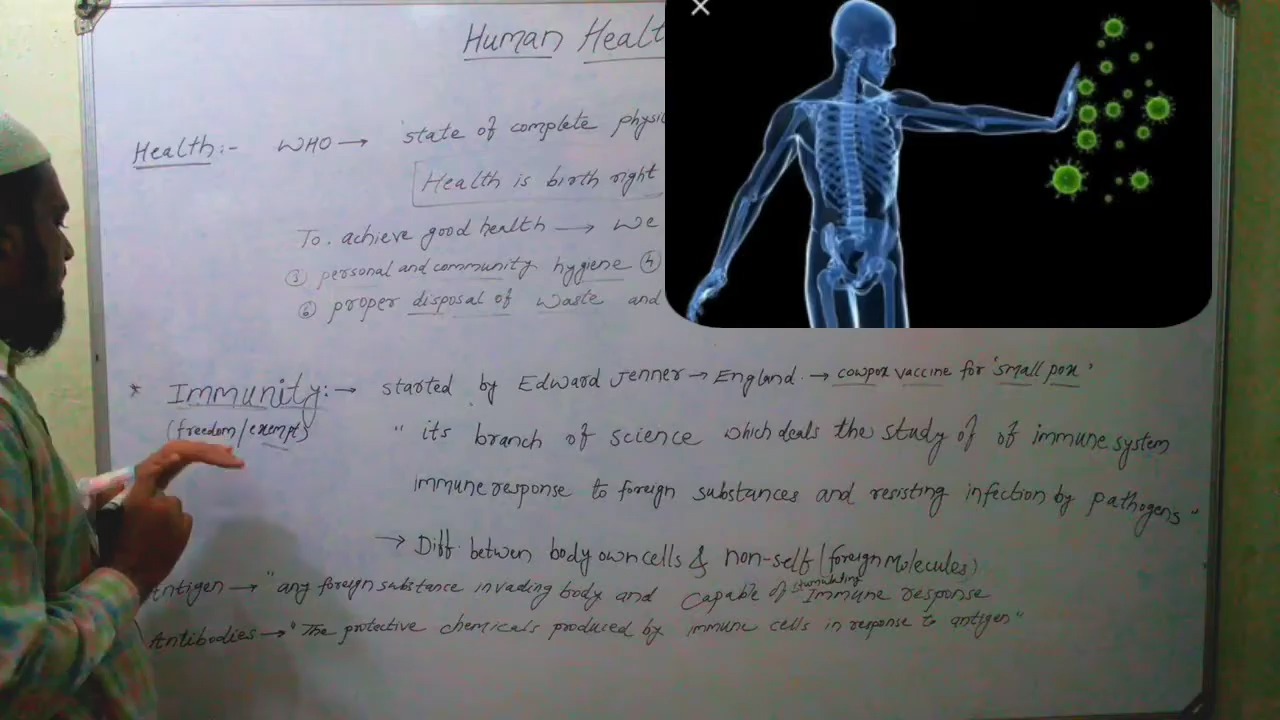 Human Healt
Health:- WHO → state of complete physic
Health is birth right
To. achieve good health → we
③ personal and community hygiene ④
⑥ proper disposal of waste and
* Immunity:→ started by Edward Jenner → England. → cowpox vaccine for 'small pox'
(freedom/exempt) "its branch of science which deals the study of of immune system
immune response to foreign substances and resisting infection by pathogens"
→ Diff. betwen body own cells & non-self (foreign molecules)
Antigen → "any foreign substance invading body and capable of stimulating Immune response
Antibodies → "The protective chemicals produced by immune cells in response to antigen"